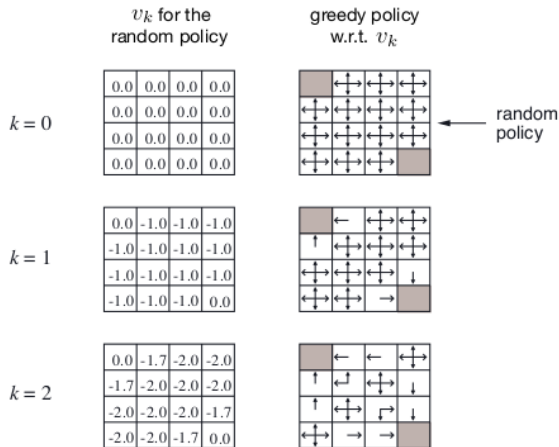 v_k for the
random policy
greedy policy
w.r.t. v_k
k = 0
0.0 0.0 0.0 0.0
0.0 0.0 0.0 0.0
0.0 0.0 0.0 0.0
0.0 0.0 0.0 0.0
random
policy
k = 1
0.0 -1.0 -1.0 -1.0
-1.0 -1.0 -1.0 -1.0
-1.0 -1.0 -1.0 -1.0
-1.0 -1.0 -1.0 0.0
k = 2
0.0 -1.7 -2.0 -2.0
-1.7 -2.0 -2.0 -2.0
-2.0 -2.0 -2.0 -1.7
-2.0 -2.0 -1.7 0.0